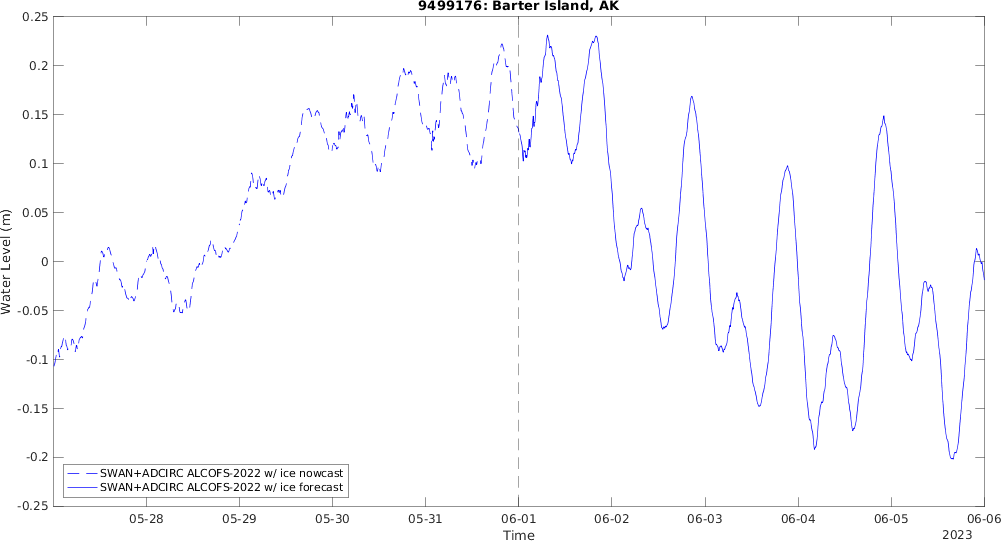 9499176: Barter Island, AK
0.25
0.2
0.15
0.1
0.05
0
-0.05
-0.1
-0.15
-0.2
-0.25
Water Level (m)
SWAN+ADCIRC ALCOFS-2022 w/ ice nowcast
SWAN+ADCIRC ALCOFS-2022 w/ ice forecast
05-28 05-29 05-30 05-31 06-01 06-02 06-03 06-04 06-05 06-06
Time
2023